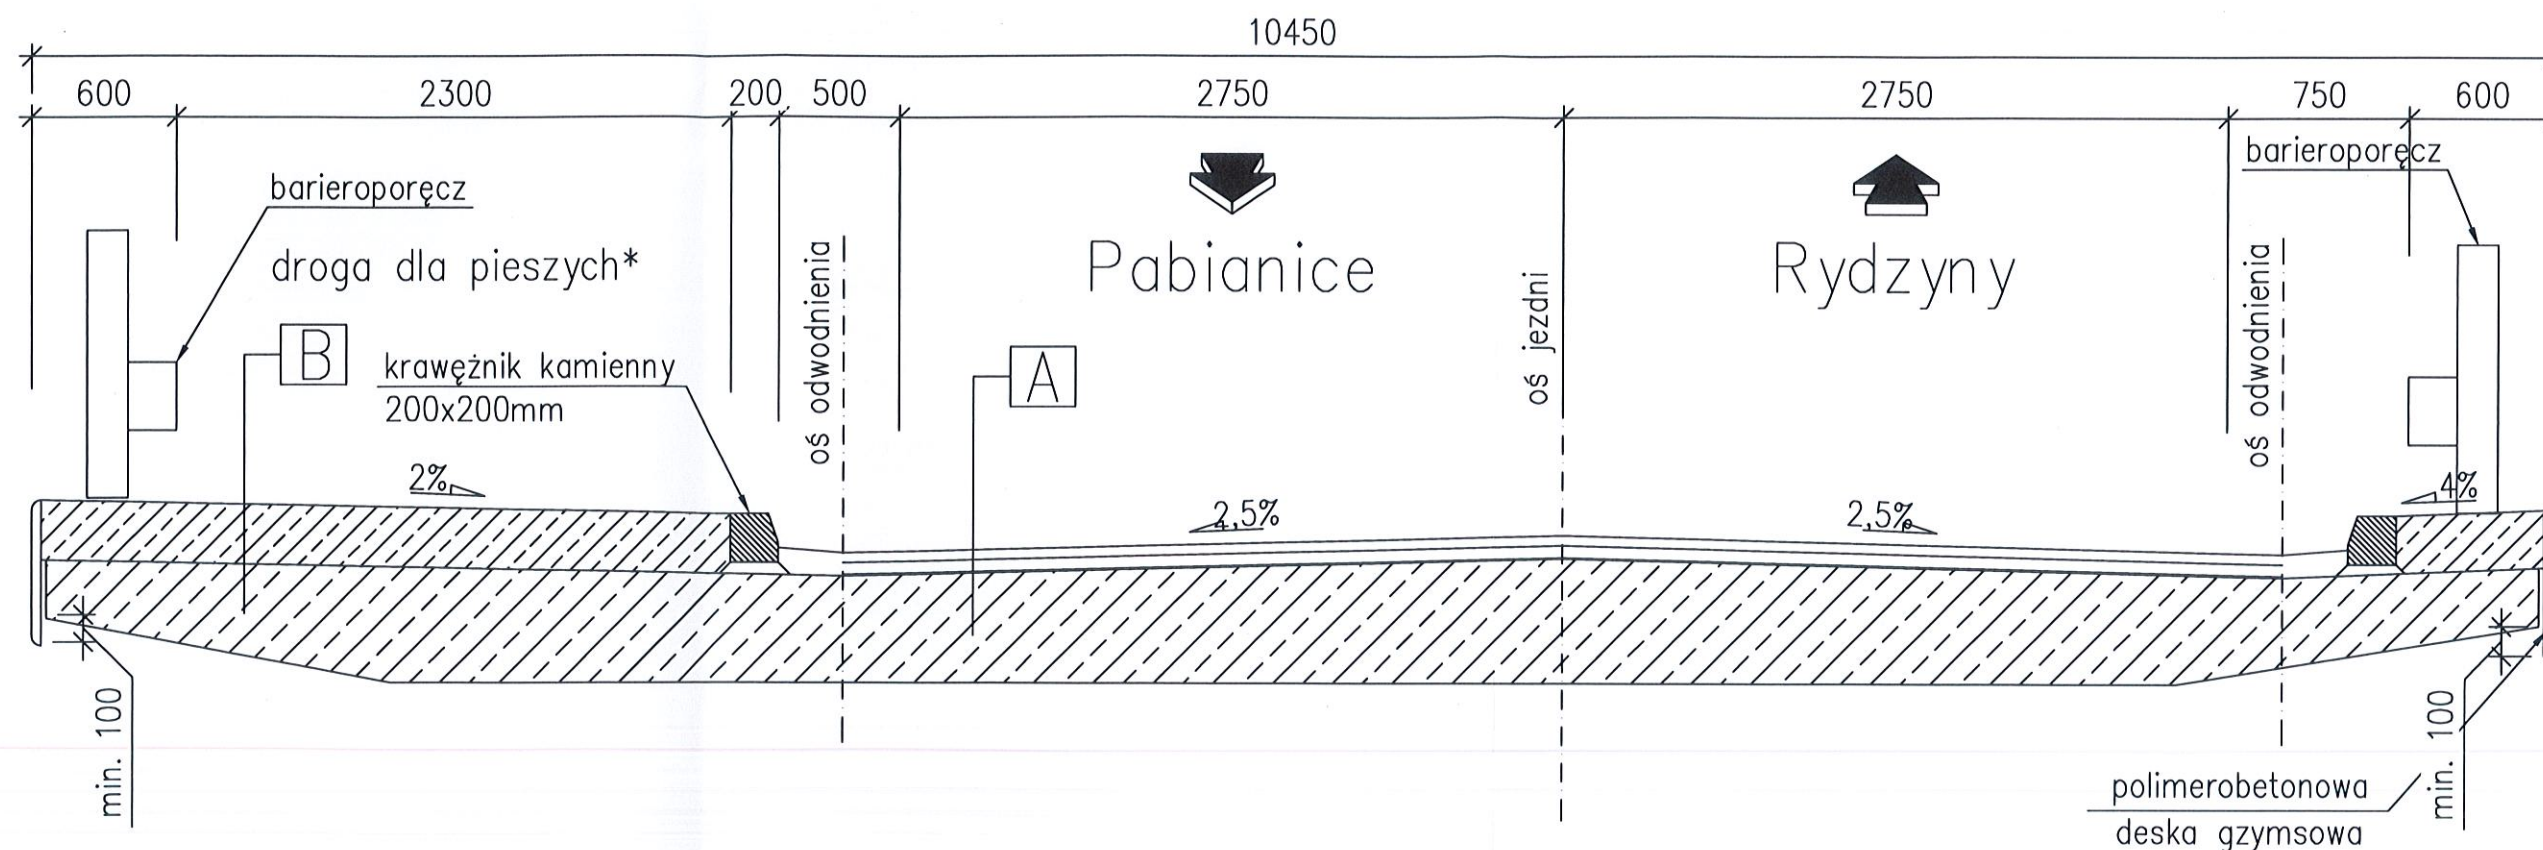 10450
600 2300 200 500 2750 2750 750 600
barieroporęcz
barieroporęcz
droga dla pieszych*
oś odwodnienia
Pabianice
oś jezdni
Rydzyny
oś odwodnienia
B
krawężnik kamienny
200x200mm
A
2%
2,5%
2,5%
4%
min. 100
min. 100
polimerobetonowa
deska gzymsowa